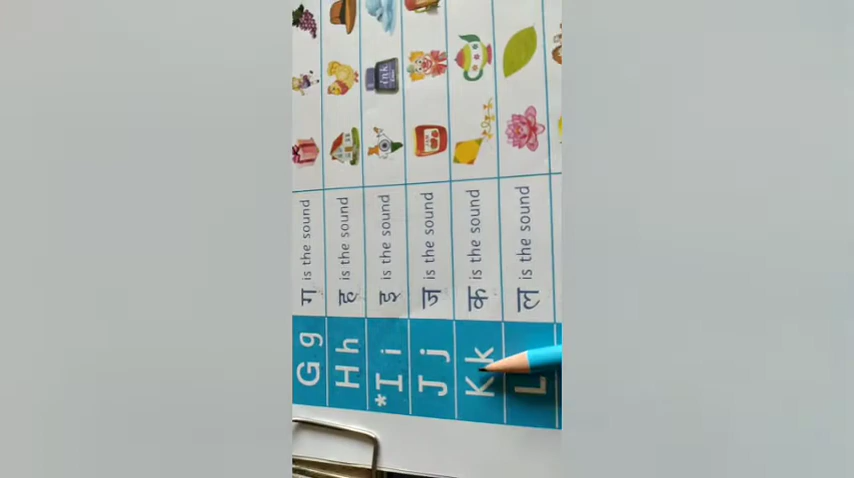 G g ग is the sound
H h ह is the sound
*I i इ is the sound
J j ज is the sound
K k क is the sound
L ल is the sound
ink